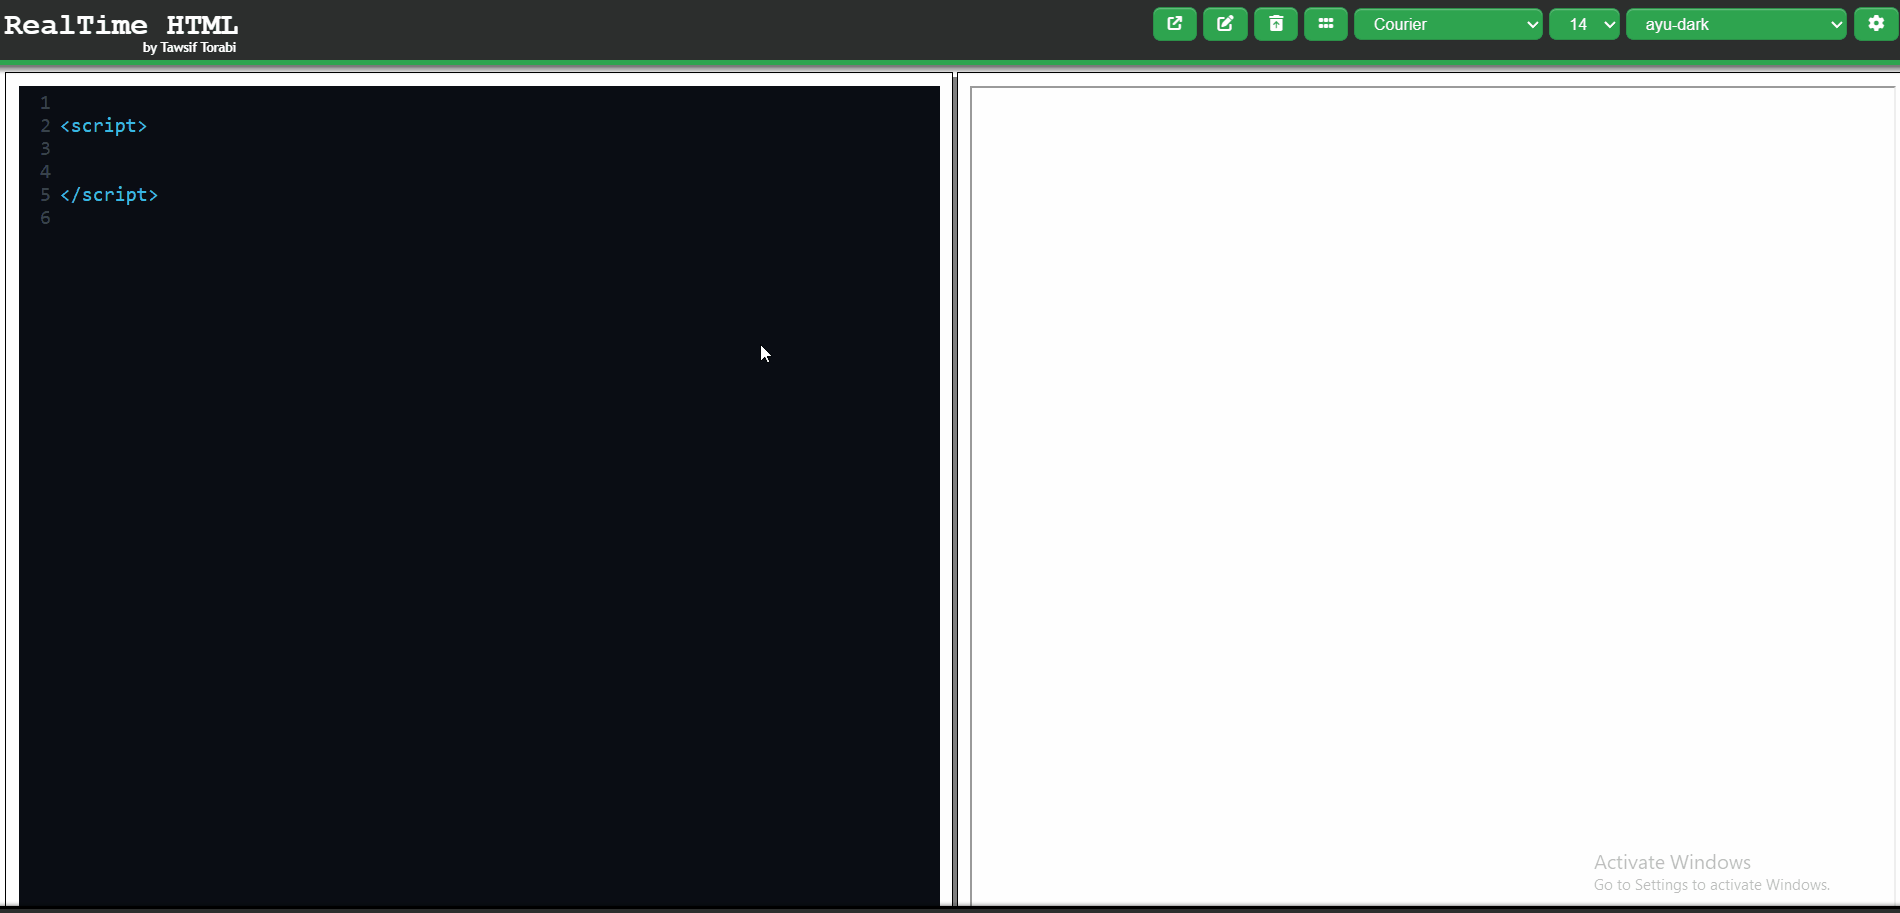 RealTime HTML
by Tawsif Torabi
Courier
14
ayu-dark
1
2 <script>
3
4
5 </script>
6
Activate Windows
Go to Settings to activate Windows.